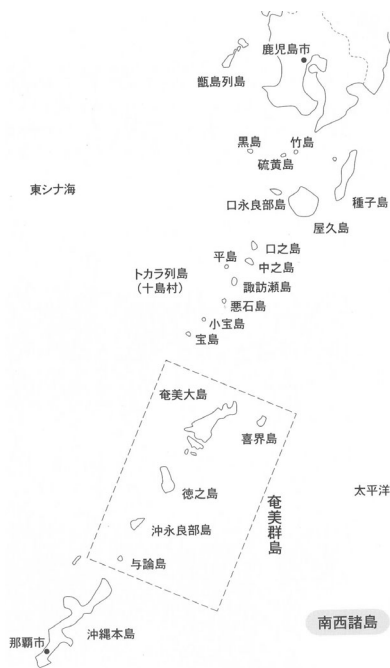 鹿児島市
甑島列島
黒島
竹島
硫黄島
東シナ海
口永良部島
種子島
屋久島
口之島
平島
中之島
トカラ列島
(十島村)
諏訪瀬島
悪石島
小宝島
宝島
奄美大島
喜界島
徳之島
太平洋
奄美群島
沖永良部島
与論島
南西諸島
沖縄本島
那覇市